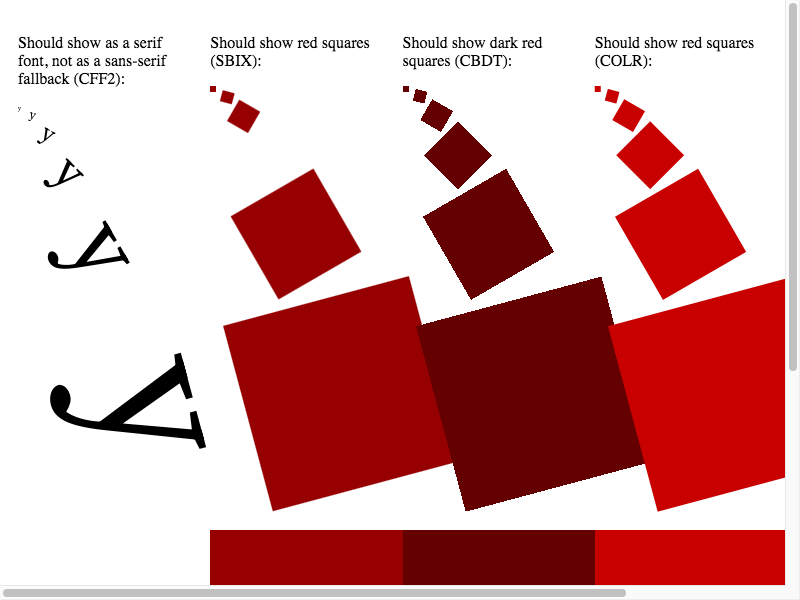 Should show as a serif
font, not as a sans-serif
fallback (CFF2):
y
y
y
y
y
y
Should show red squares
(SBIX):
Should show dark red
squares (CBDT):
Should show red squares
(COLR):